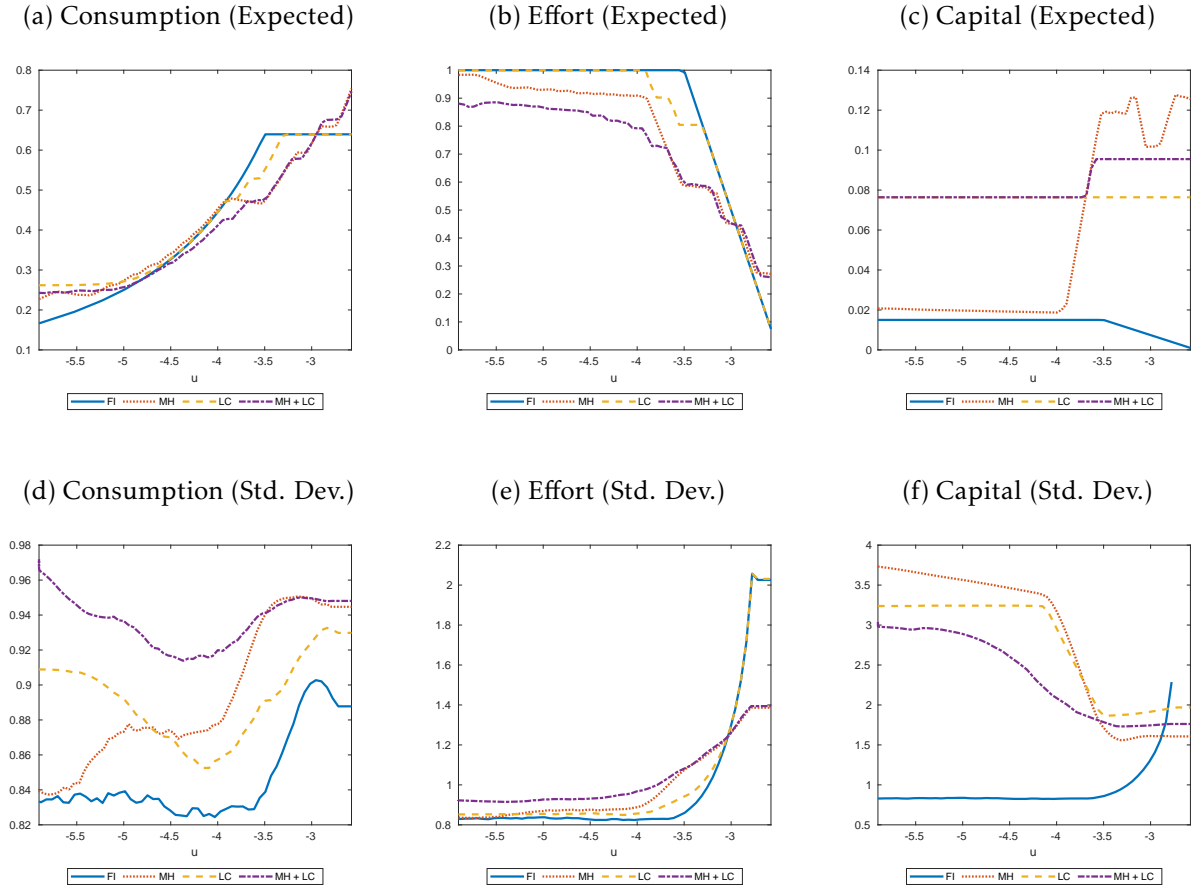 (a) Consumption (Expected)
(b) Effort (Expected)
(c) Capital (Expected)
0.8
0.7
0.6
0.5
0.4
0.3
0.2
0.1
-5.5 -5 -4.5 -4 -3.5 -3
u
FI MH LC MH + LC
1
0.9
0.8
0.7
0.6
0.5
0.4
0.3
0.2
0.1
0
-5.5 -5 -4.5 -4 -3.5 -3
u
FI MH LC MH + LC
0.14
0.12
0.1
0.08
0.06
0.04
0.02
0
-5.5 -5 -4.5 -4 -3.5 -3
u
FI MH LC MH + LC
(d) Consumption (Std. Dev.)
(e) Effort (Std. Dev.)
(f) Capital (Std. Dev.)
0.98
0.96
0.94
0.92
0.9
0.88
0.86
0.84
0.82
-5.5 -5 -4.5 -4 -3.5 -3
u
FI MH LC MH + LC
2.2
2
1.8
1.6
1.4
1.2
1
0.8
-5.5 -5 -4.5 -4 -3.5 -3
u
FI MH LC MH + LC
4
3.5
3
2.5
2
1.5
1
0.5
-5.5 -5 -4.5 -4 -3.5 -3
u
FI MH LC MH + LC